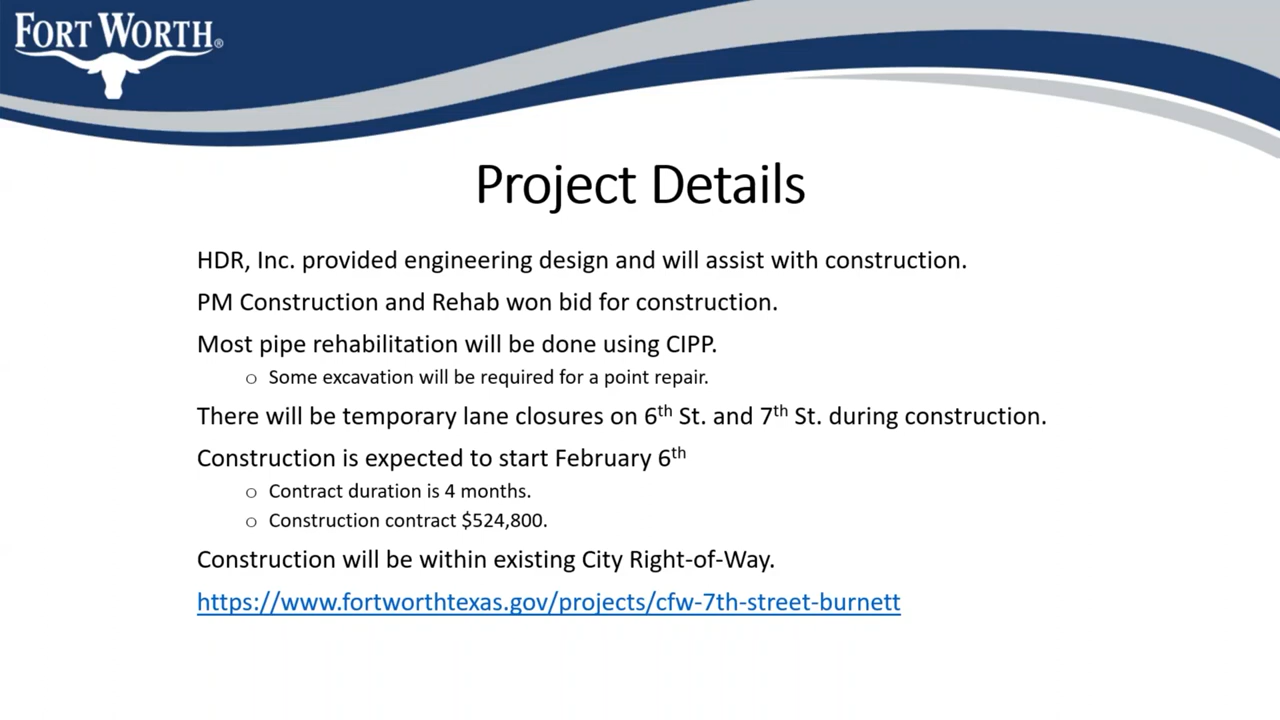 FORT WORTH®
Project Details
HDR, Inc. provided engineering design and will assist with construction.
PM Construction and Rehab won bid for construction.
Most pipe rehabilitation will be done using CIPP.
○ Some excavation will be required for a point repair.
There will be temporary lane closures on 6th St. and 7th St. during construction.
Construction is expected to start February 6th
○ Contract duration is 4 months.
○ Construction contract $524,800.
Construction will be within existing City Right-of-Way.
https://www.fortworthtexas.gov/projects/cfw-7th-street-burnett